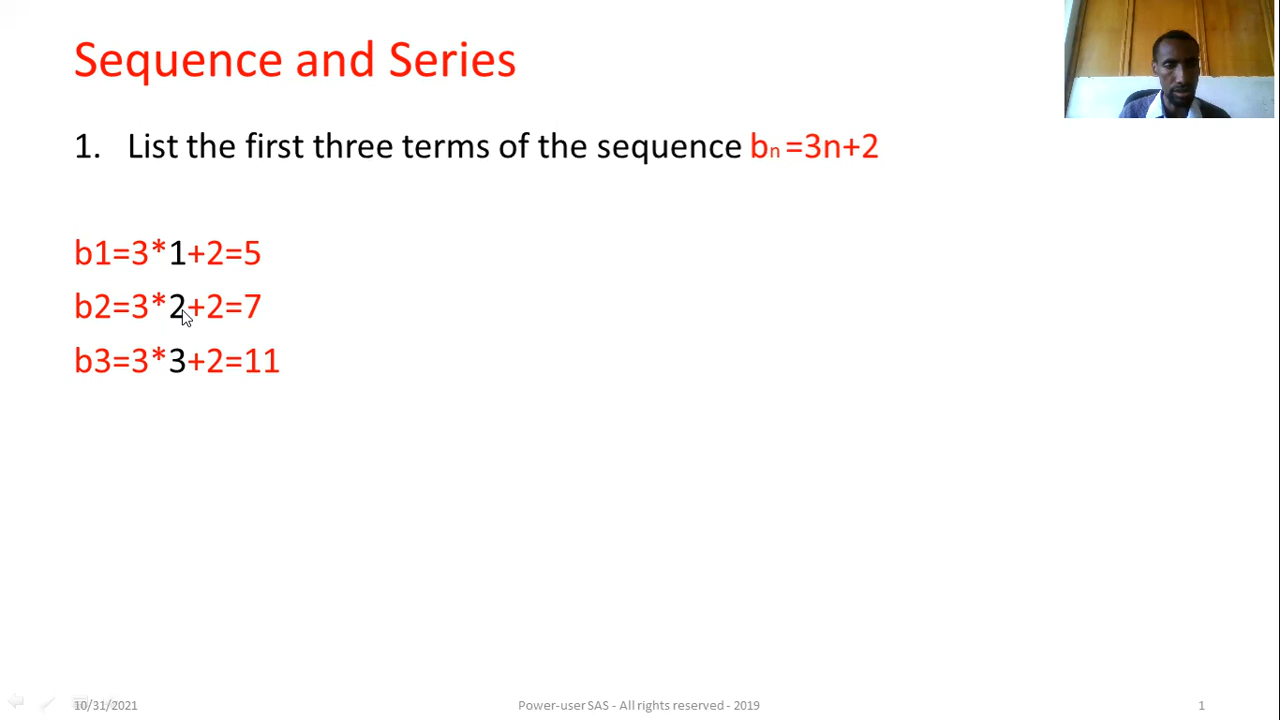 Sequence and Series
1. List the first three terms of the sequence bn =3n+2
b1=3*1+2=5
b2=3*2+2=7
b3=3*3+2=11
10/31/2021
Power-user SAS - All rights reserved - 2019
1